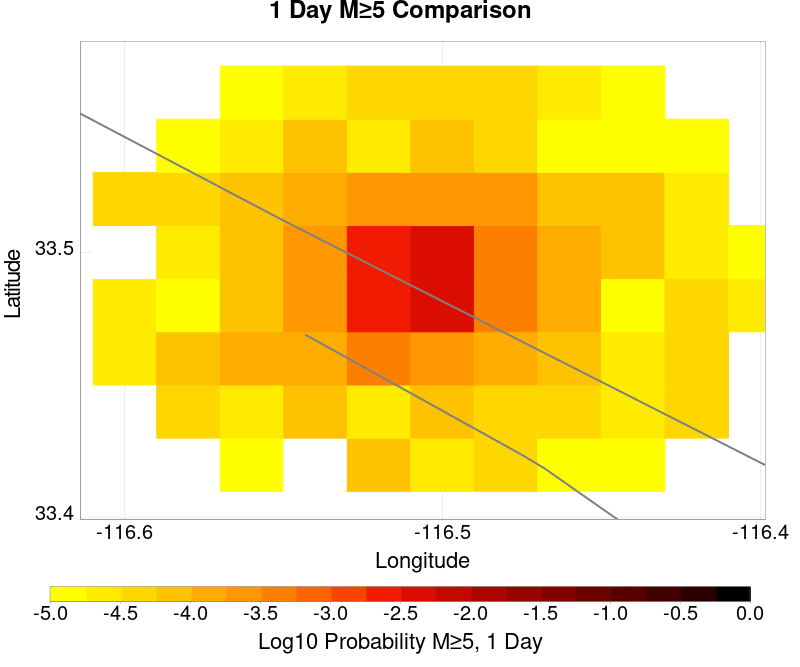 1 Day M≥5 Comparison
Latitude
33.5
33.4
-116.6 -116.5 -116.4
Longitude
-5.0 -4.5 -4.0 -3.5 -3.0 -2.5 -2.0 -1.5 -1.0 -0.5 0.0
Log10 Probability M≥5, 1 Day